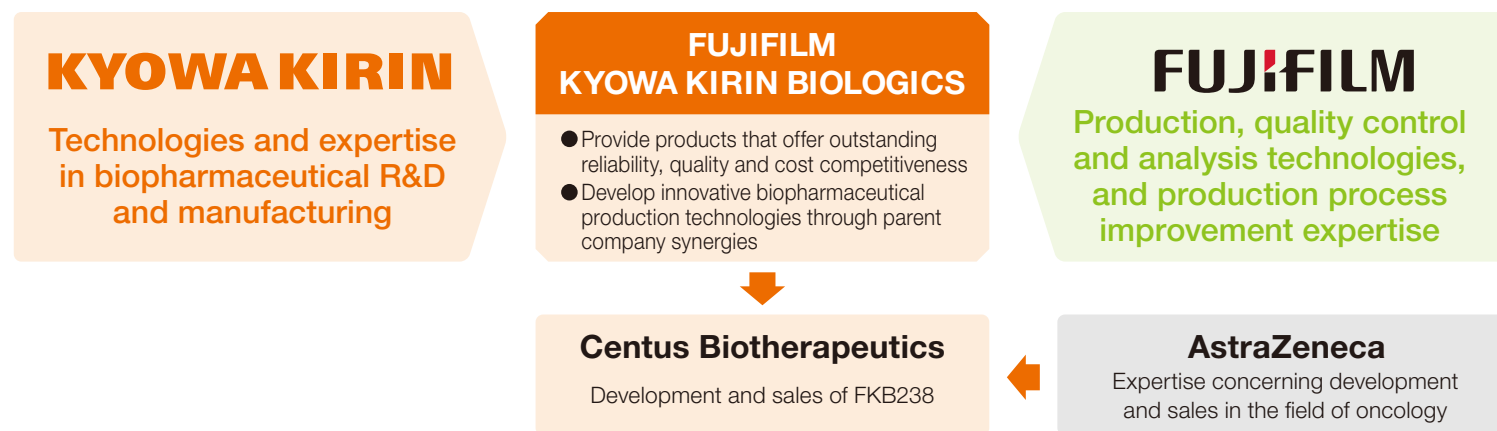 KYOWA KIRIN
Technologies and expertise
in biopharmaceutical R&D
and manufacturing
FUJIFILM
KYOWA KIRIN BIOLOGICS
● Provide products that offer outstanding
reliability, quality and cost competitiveness
● Develop innovative biopharmaceutical
production technologies through parent
company synergies
FUJIFILM
Production, quality control
and analysis technologies,
and production process
improvement expertise
Centus Biotherapeutics
Development and sales of FKB238
AstraZeneca
Expertise concerning development
and sales in the field of oncology